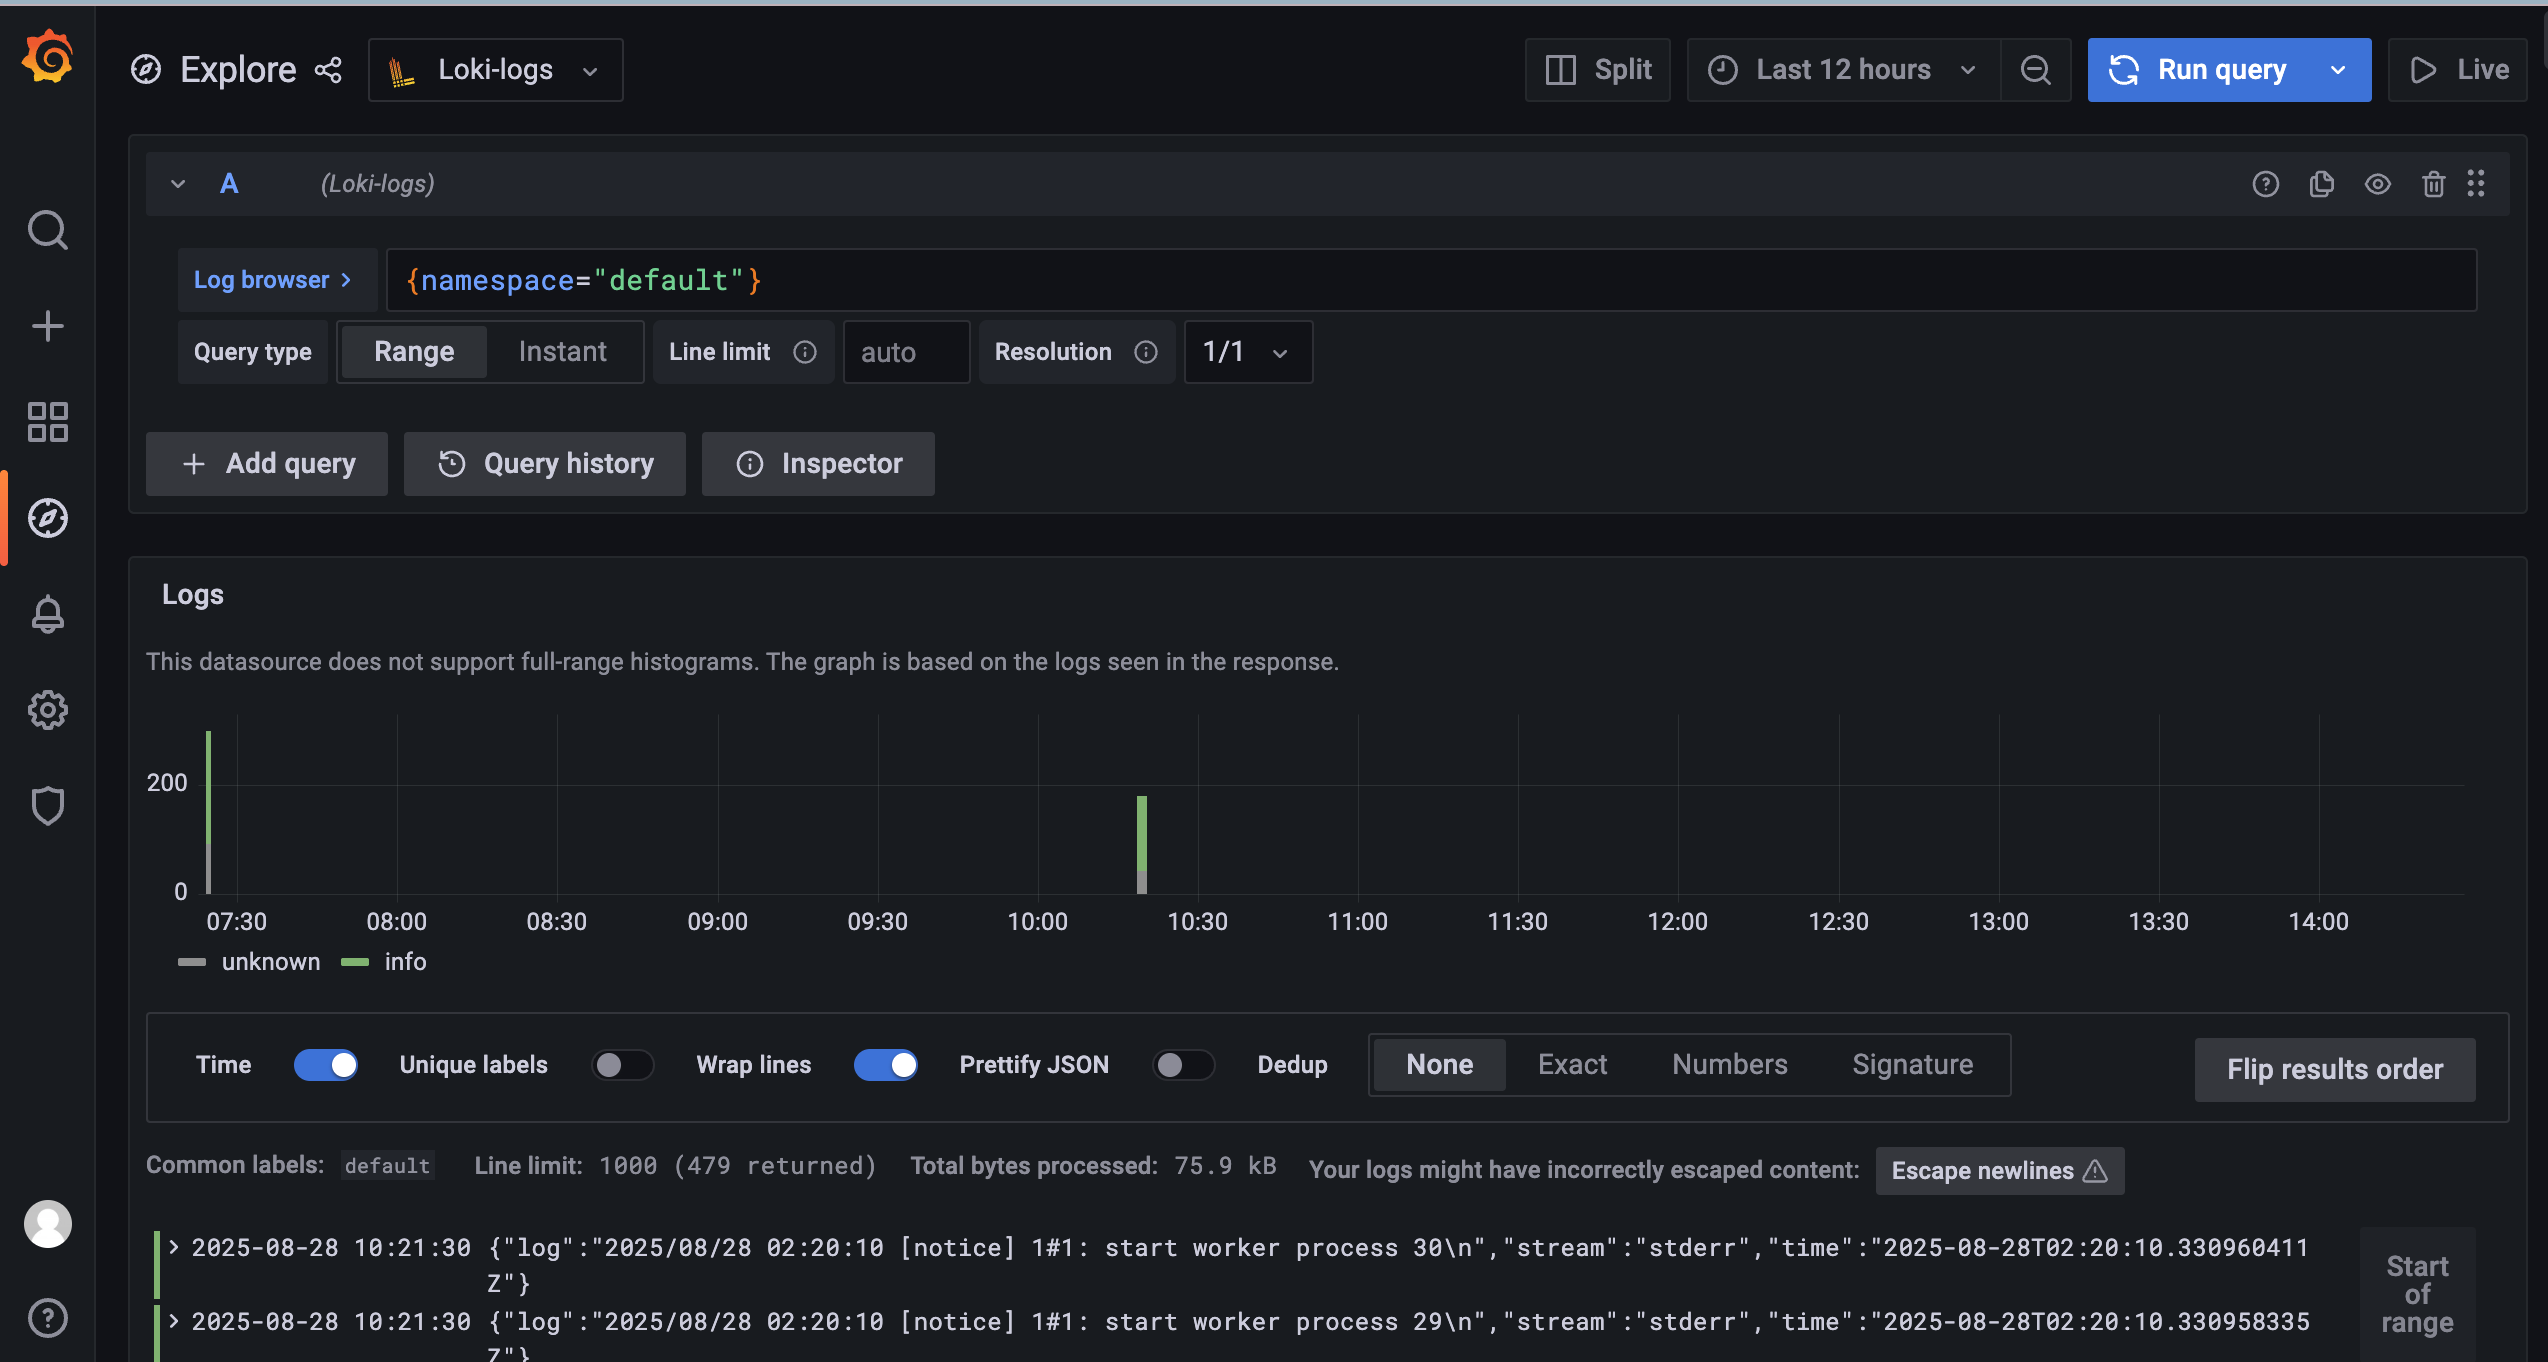 Explore
Loki-logs
Split
Last 12 hours
Run query
Live
A
(Loki-logs)
Log browser
{namespace="default"}
Query type
Range
Instant
Line limit
auto
Resolution
1/1
Add query
Query history
Inspector
Logs
This datasource does not support full-range histograms. The graph is based on the logs seen in the response.
200
0
07:30 08:00 08:30 09:00 09:30 10:00 10:30 11:00 11:30 12:00 12:30 13:00 13:30 14:00
unknown info
Time
Unique labels
Wrap lines
Prettify JSON
Dedup
None
Exact
Numbers
Signature
Flip results order
Common labels: default
Line limit: 1000 (479 returned)
Total bytes processed: 75.9 kB
Your logs might have incorrectly escaped content:
Escape newlines
2025-08-28 10:21:30 {"log":"2025/08/28 02:20:10 [notice] 1#1: start worker process 30\n","stream":"stderr","time":"2025-08-28T02:20:10.330960411
Z"}
2025-08-28 10:21:30 {"log":"2025/08/28 02:20:10 [notice] 1#1: start worker process 29\n","stream":"stderr","time":"2025-08-28T02:20:10.330958335
Z"}
Start
of
range